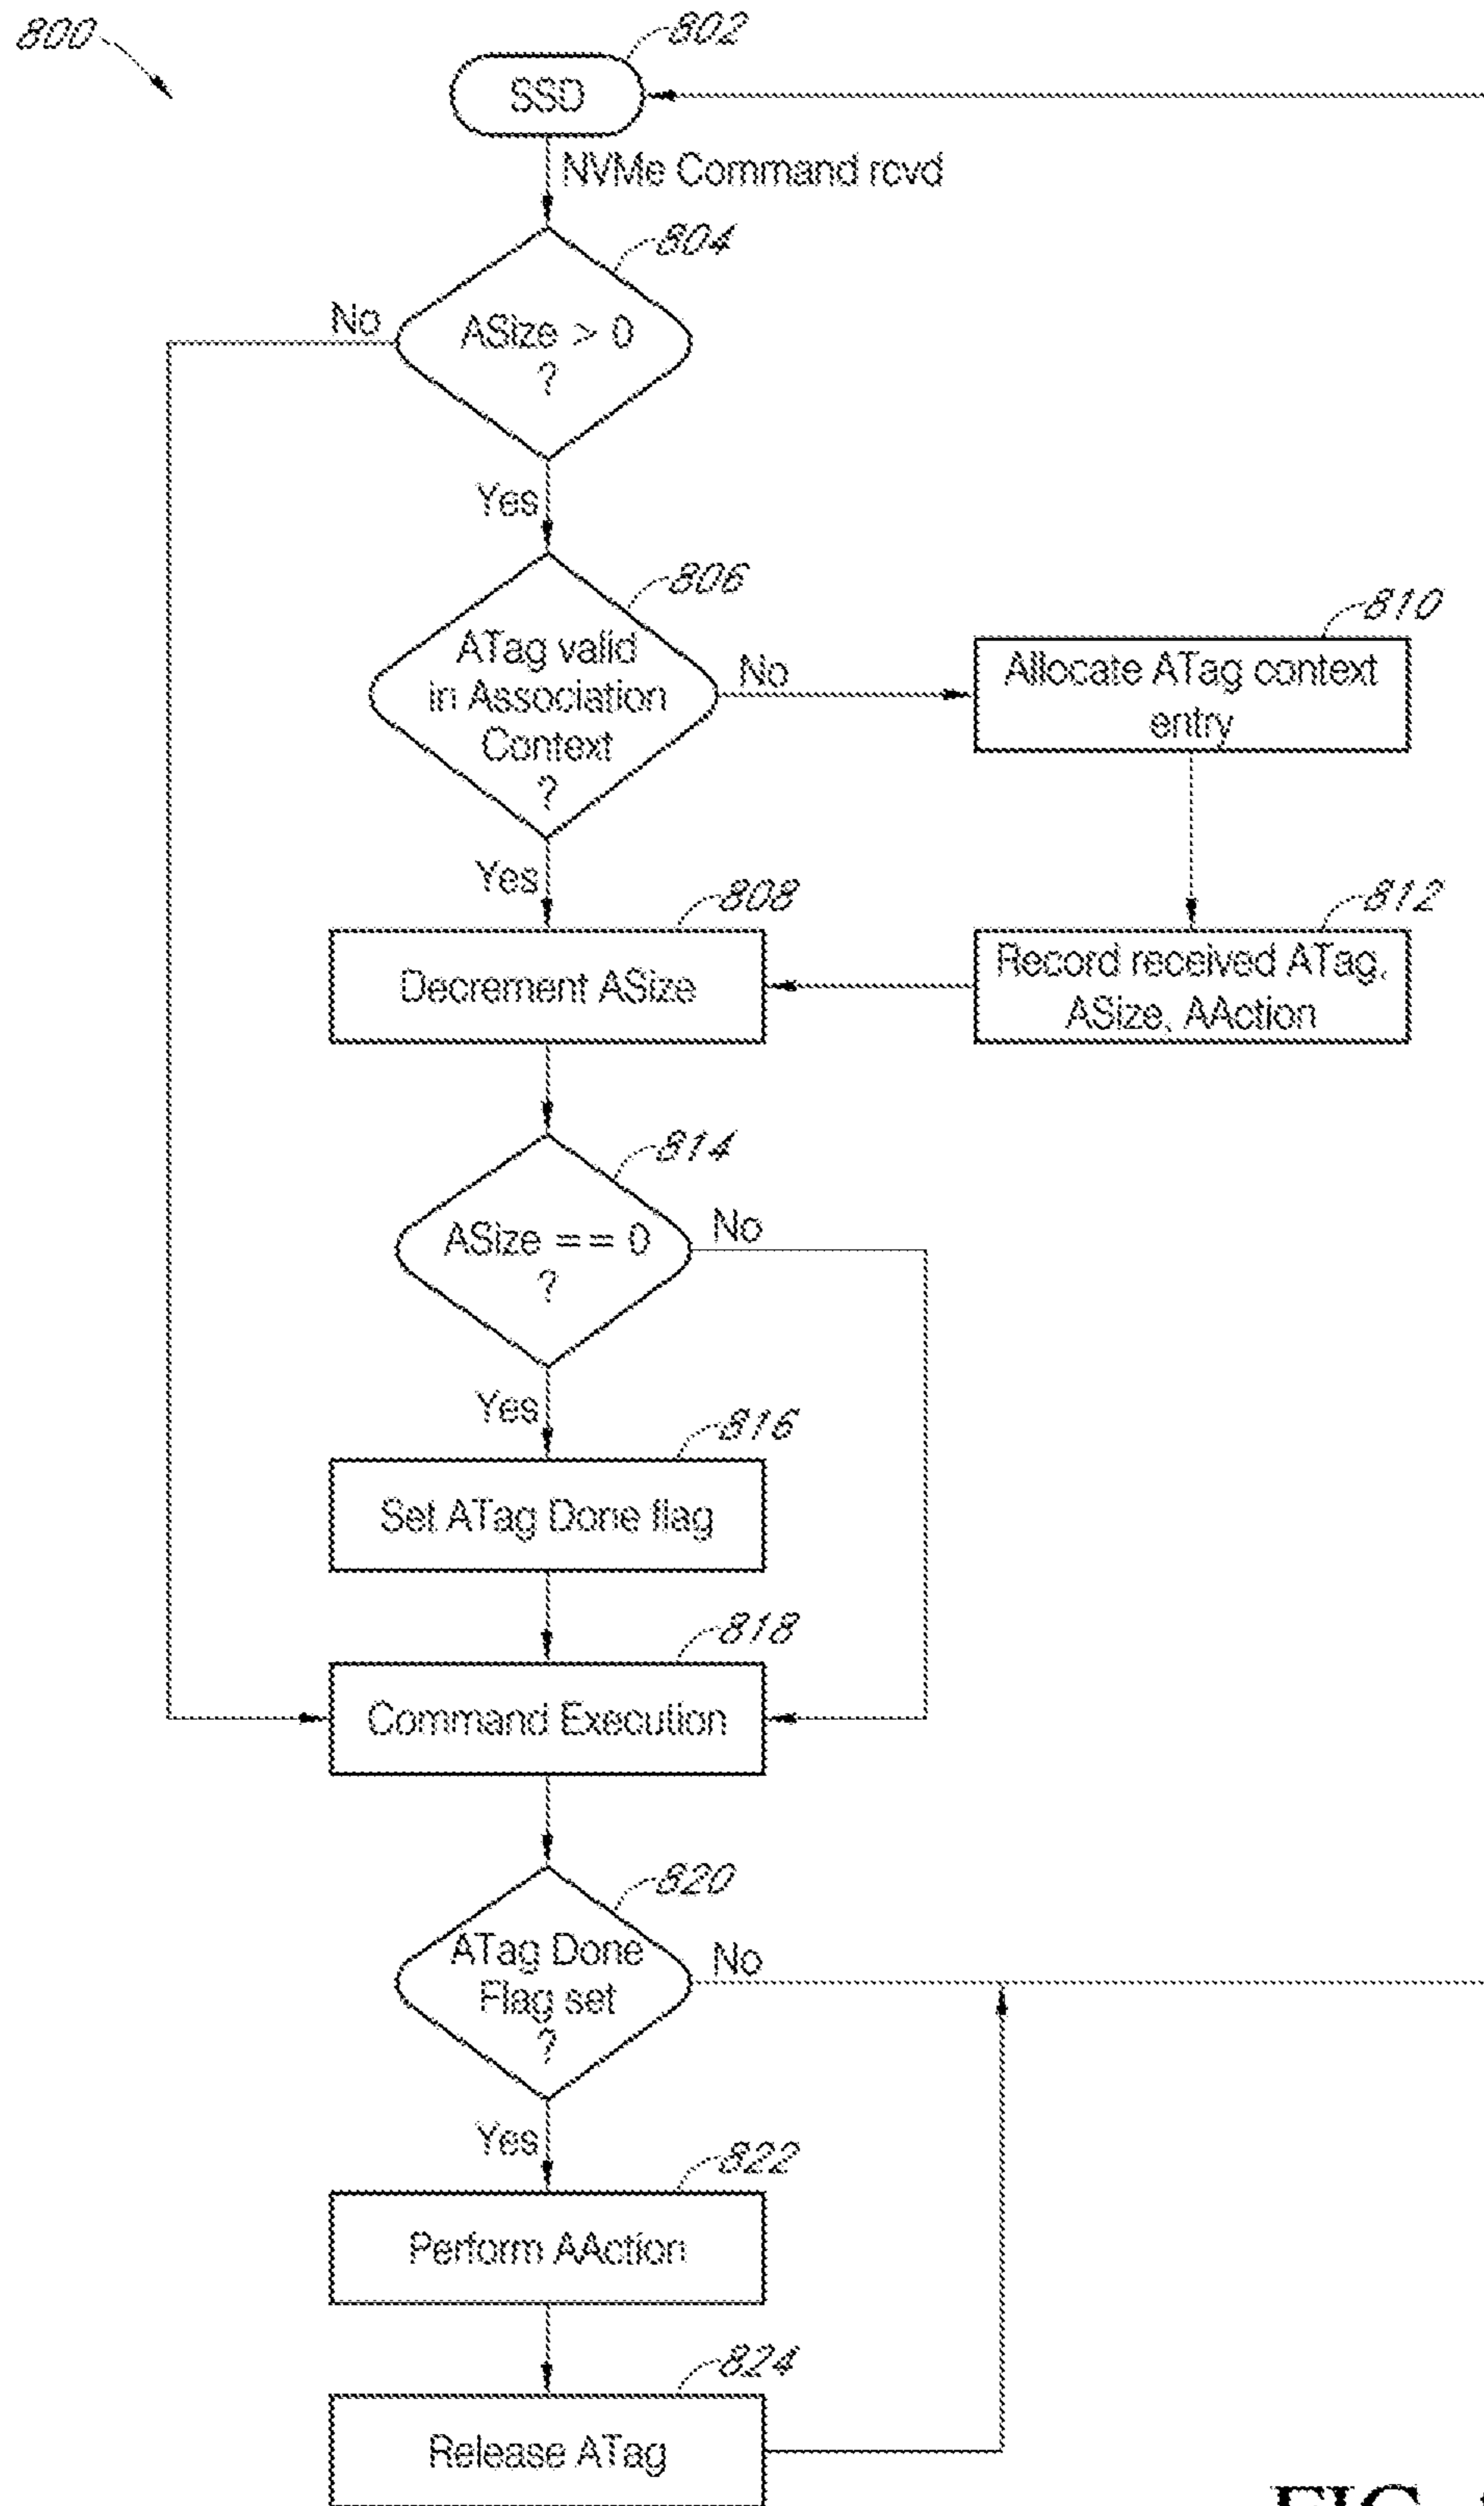 800
802
SSD
NVMe Command rcvd
804
No
ASize > 0
?
Yes
806
ATag valid
in Association
Context
?
No
810
Allocate ATag context
entry
Yes
808
Decrement ASize
812
Record received ATag,
ASize, AAction
814
ASize == 0
?
No
Yes
816
Set ATag Done flag
818
Command Execution
820
ATag Done
Flag set
?
No
Yes
822
Perform AAction
824
Release ATag
FIG